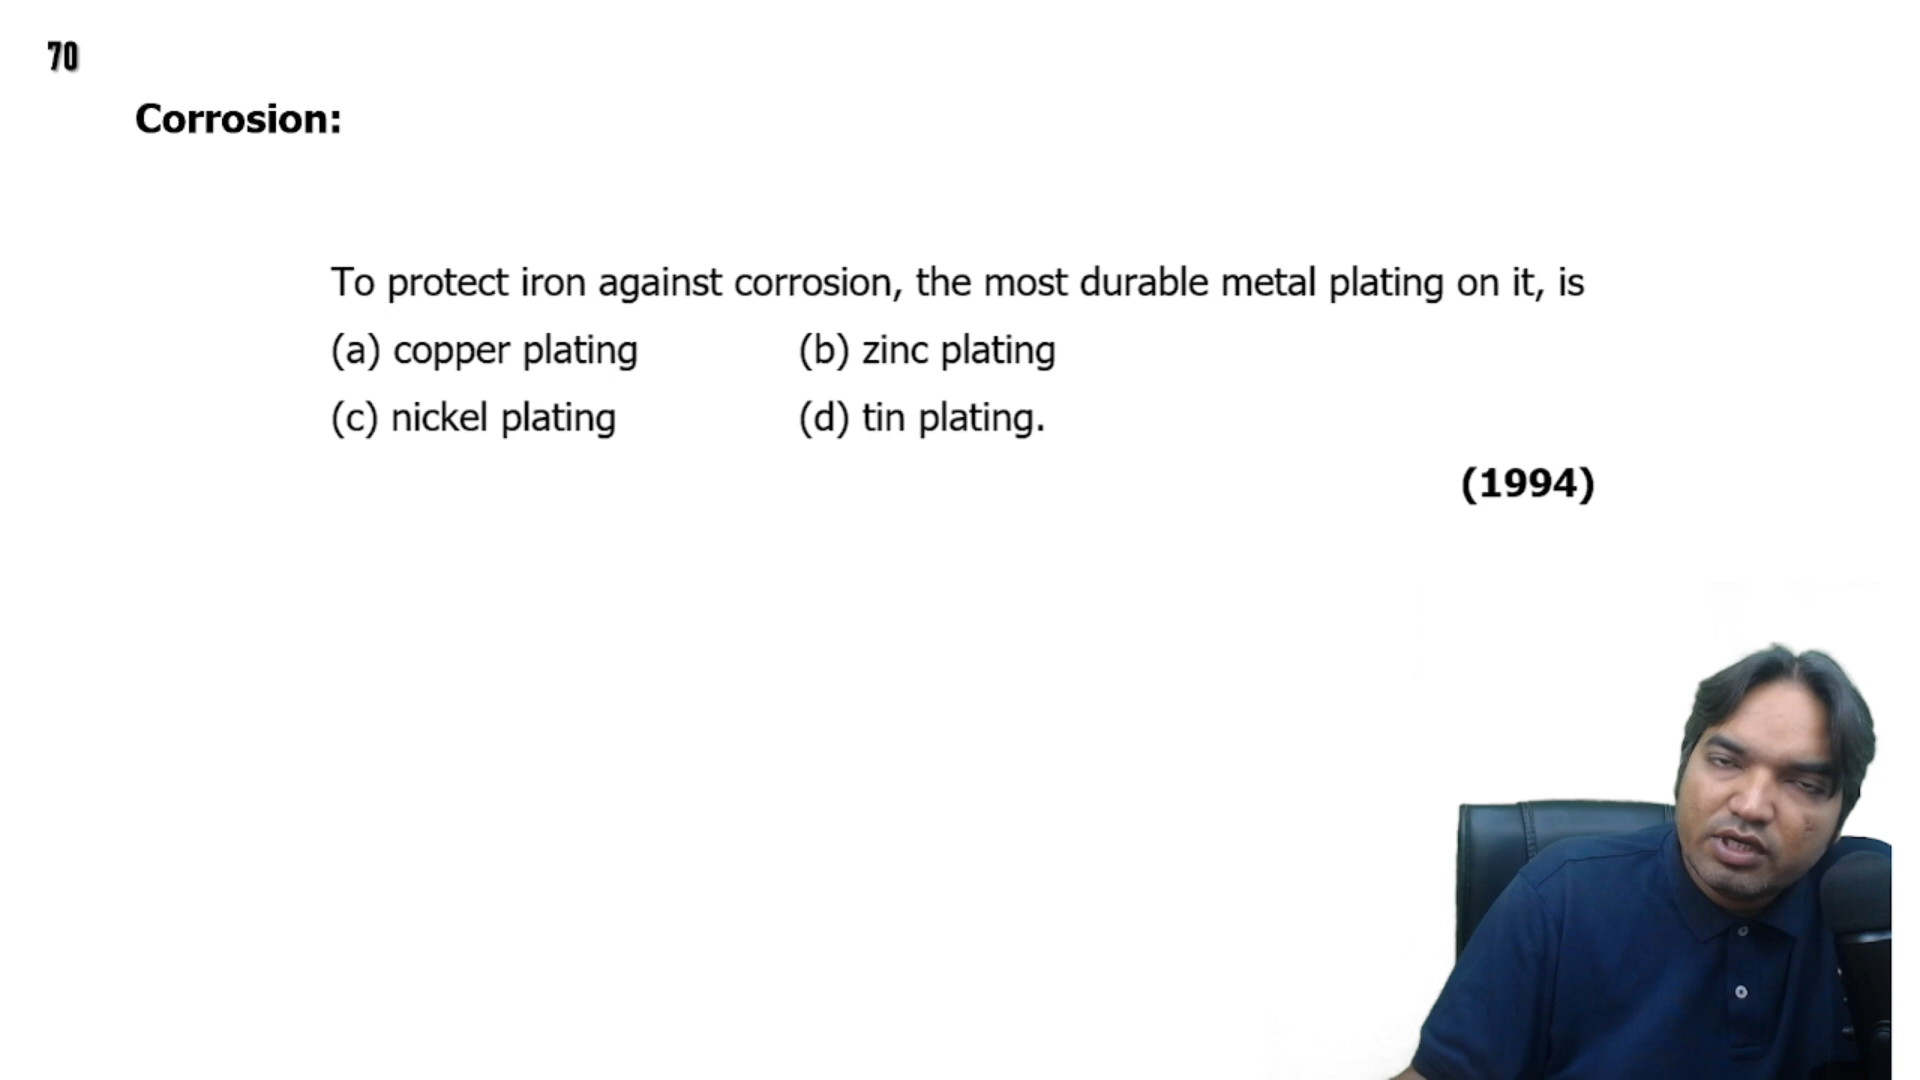 70
Corrosion:
To protect iron against corrosion, the most durable metal plating on it, is
(a) copper plating (b) zinc plating
(c) nickel plating (d) tin plating.
(1994)